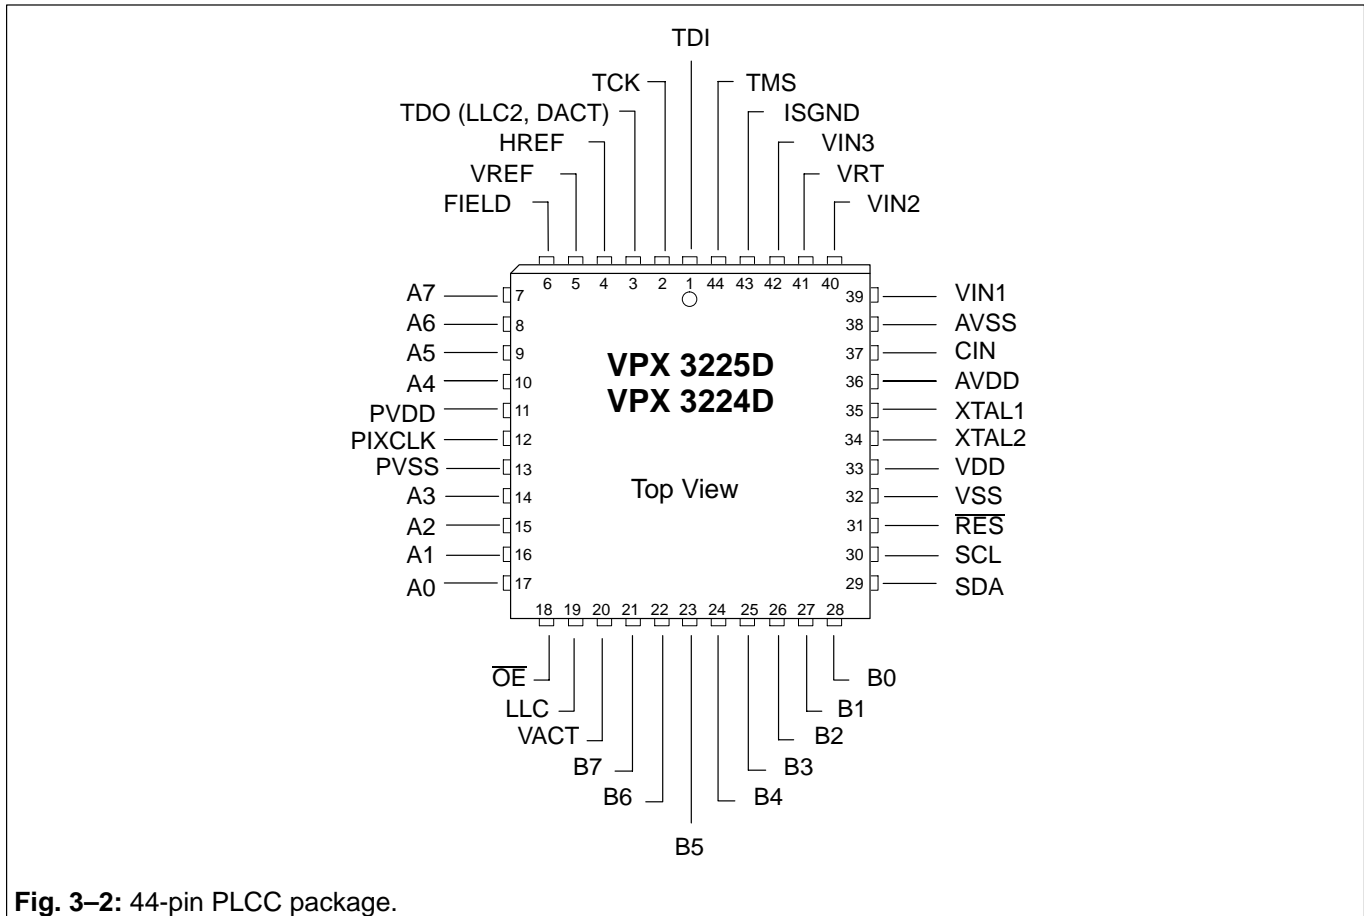 TDI
TCK TMS
TDO (LLC2, DACT) ISGND
HREF VIN3
VREF VRT
FIELD VIN2
6 5 4 3 2 1 44 43 42 41 40
A7 7 39 VIN1
A6 8 38 AVSS
A5 9 37 CIN
A4 10 36 AVDD
PVDD 11 35 XTAL1
PIXCLK 12 34 XTAL2
PVSS 13 33 VDD
A3 14 32 VSS
A2 15 31 R̅E̅S̅
A1 16 30 SCL
A0 17 29 SDA
VPX 3225D
VPX 3224D
Top View
18 19 20 21 22 23 24 25 26 27 28
O̅E̅ B0
LLC B1
VACT B2
B7 B3
B6 B4
B5
Fig. 3–2: 44-pin PLCC package.